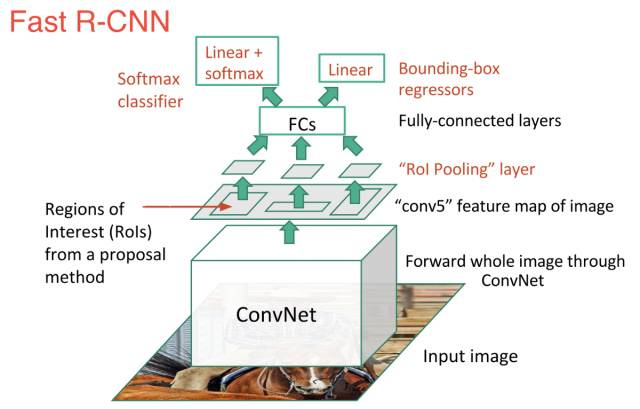 Fast R-CNN
Linear +
softmax
Softmax
classifier
Linear
Bounding-box
regressors
FCs
Fully-connected layers
“RoI Pooling” layer
“conv5” feature map of image
Regions of
Interest (RoIs)
from a proposal
method
Forward whole image through
ConvNet
ConvNet
Input image